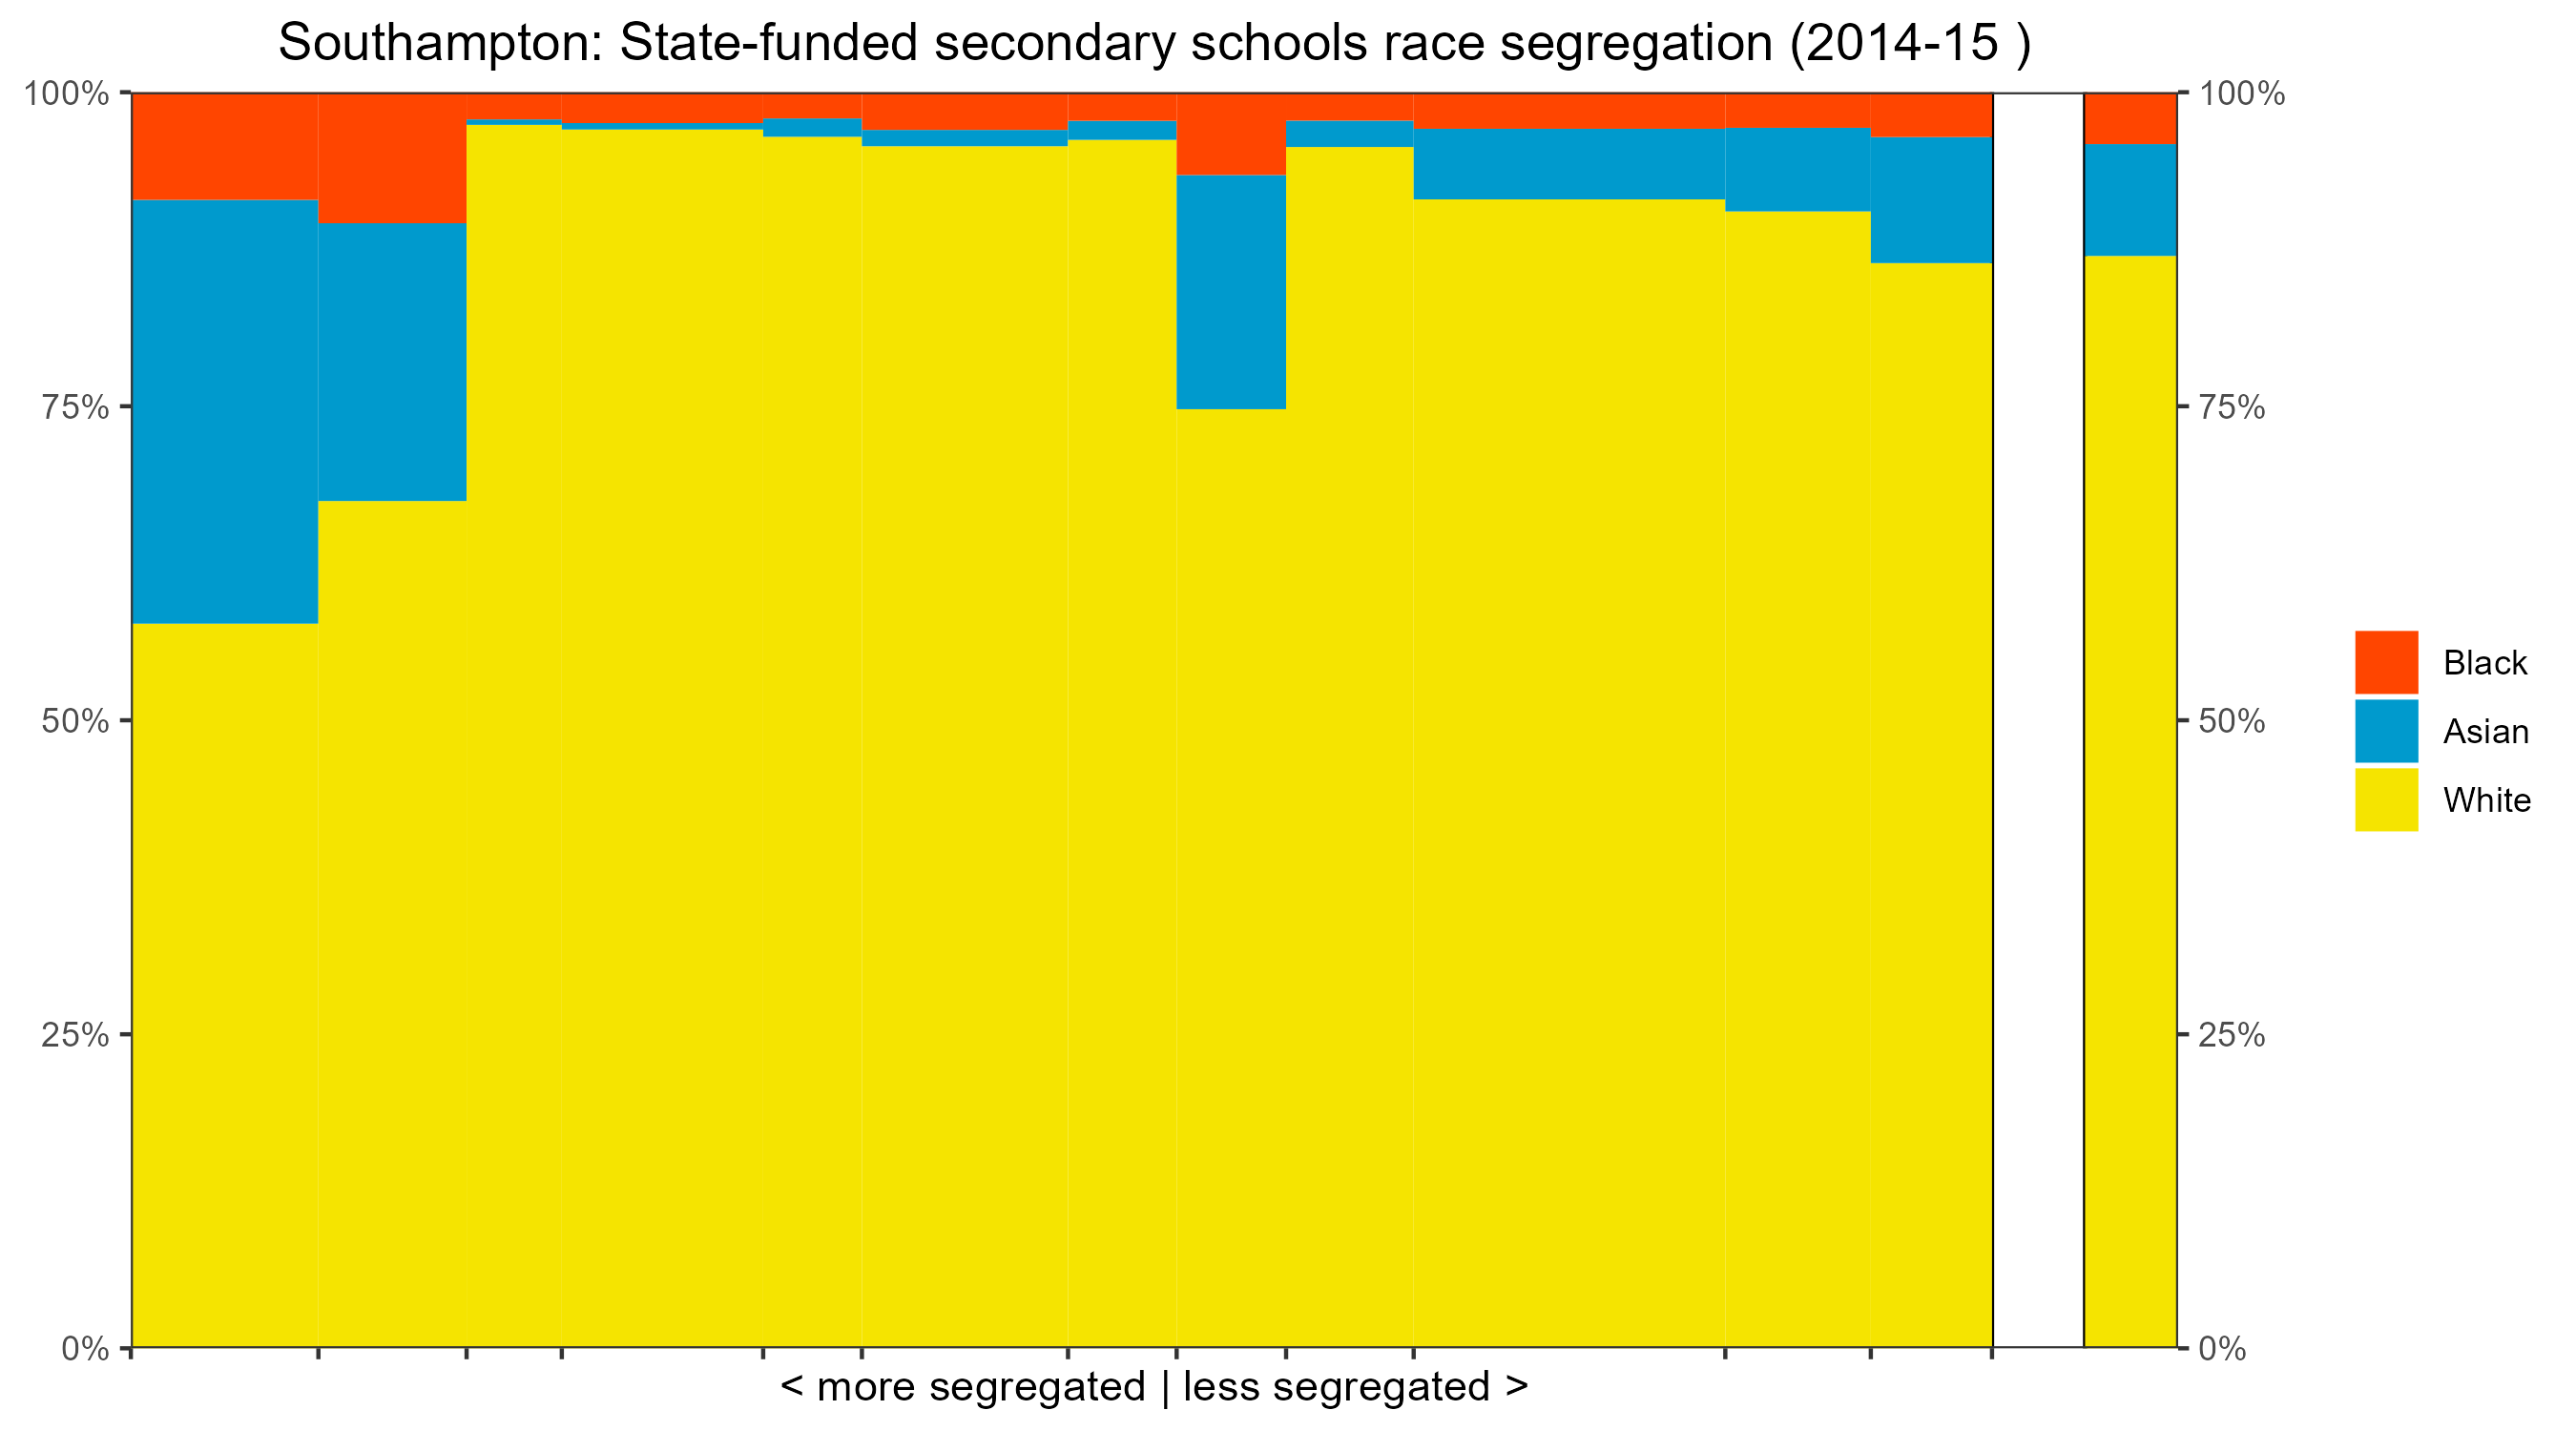 Southampton: State-funded secondary schools race segregation (2014-15 )
100%
75%
50%
25%
0%
100%
75%
50%
25%
0%
Black
Asian
White
< more segregated | less segregated >